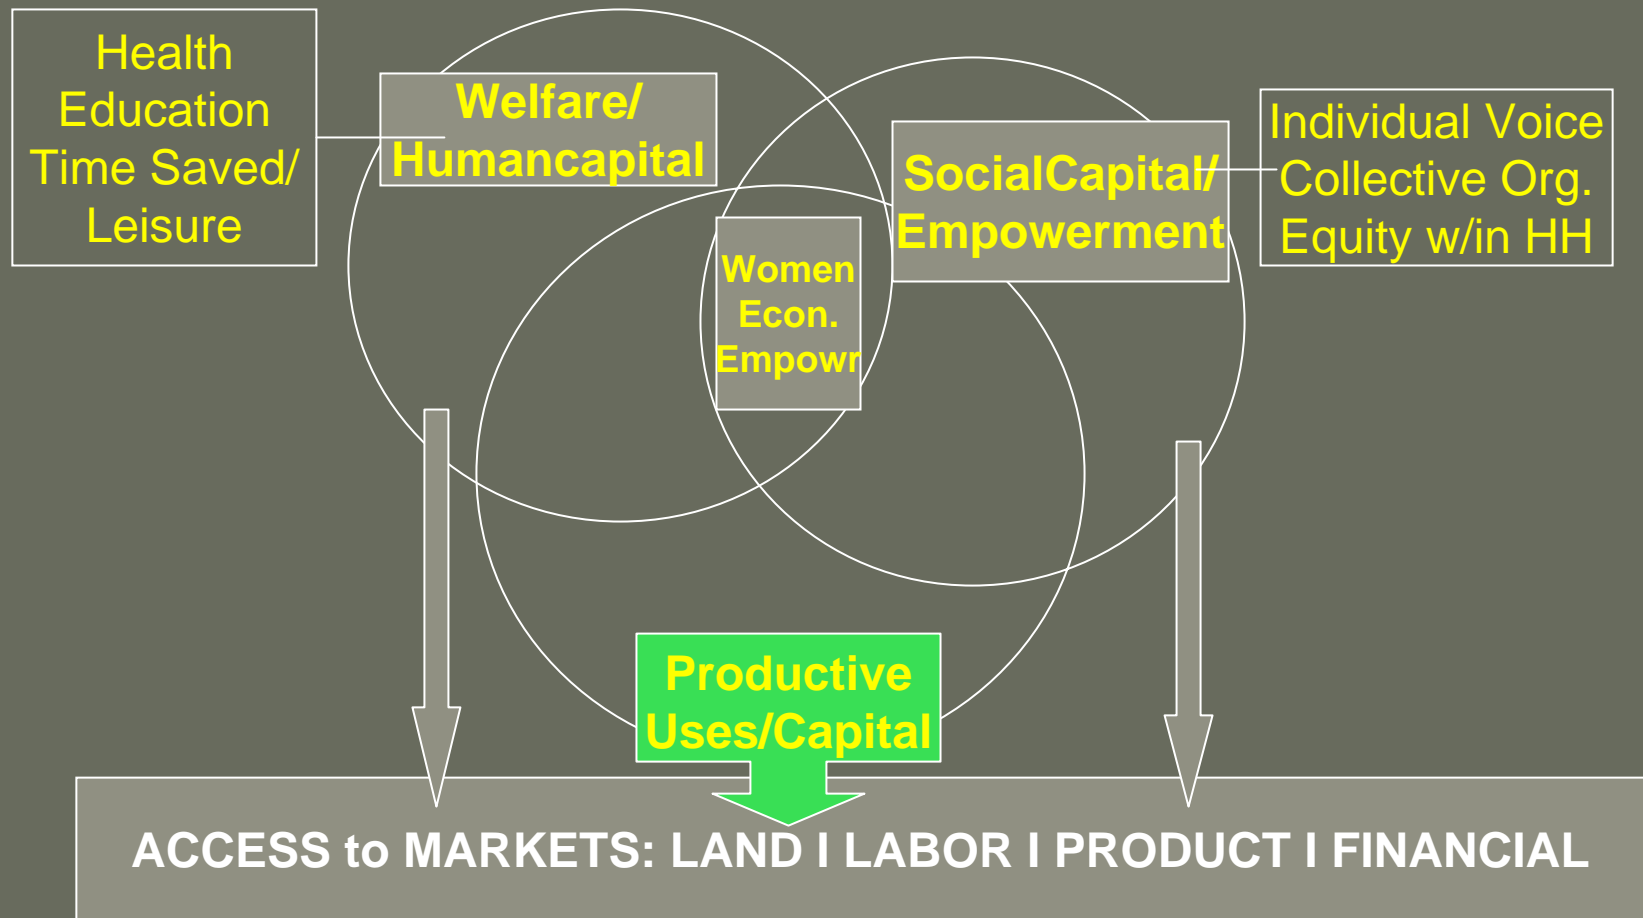 Health
Education
Time Saved/
Leisure
Welfare/
Humancapital
SocialCapital/
Empowerment
Individual Voice
Collective Org.
Equity w/in HH
Women
Econ.
Empowr
Productive
Uses/Capital
ACCESS to MARKETS: LAND I LABOR I PRODUCT I FINANCIAL